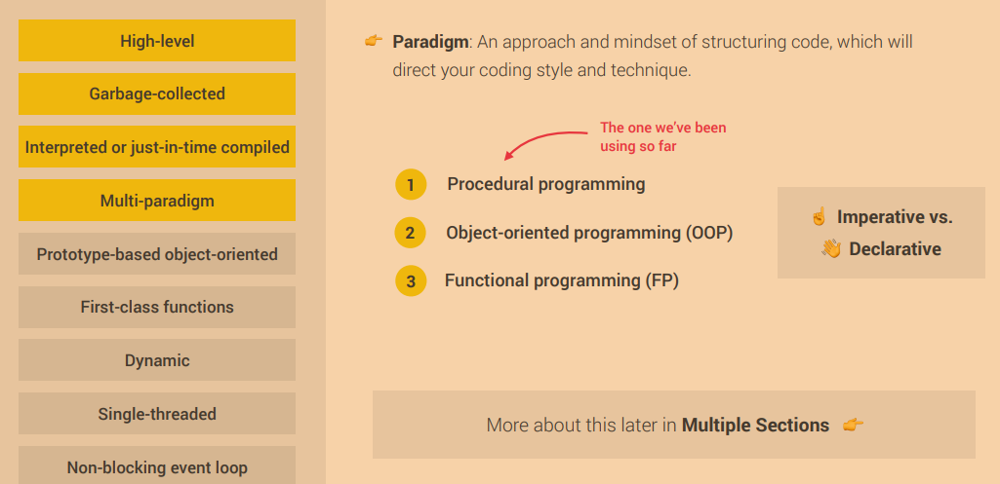 High-level
Garbage-collected
Interpreted or just-in-time compiled
Multi-paradigm
Prototype-based object-oriented
First-class functions
Dynamic
Single-threaded
Non-blocking event loop
👉 Paradigm: An approach and mindset of structuring code, which will
direct your coding style and technique.
The one we’ve been
using so far
1 Procedural programming
2 Object-oriented programming (OOP)
3 Functional programming (FP)
☝️ Imperative vs.
👋 Declarative
More about this later in Multiple Sections 👉